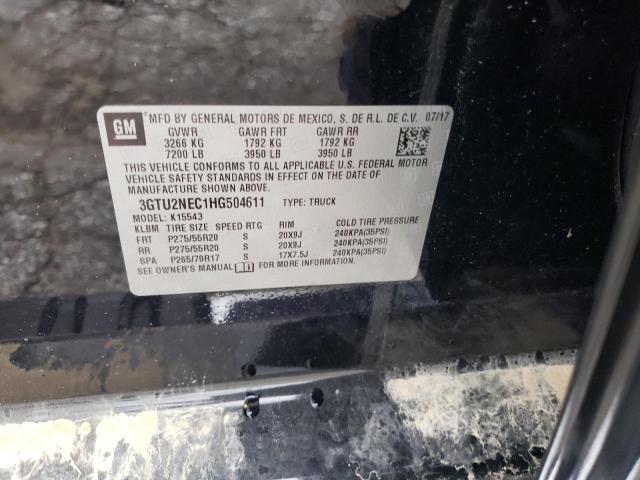 GM
MFD BY GENERAL MOTORS DE MEXICO, S. DE R.L. DE C.V. 07/17
GVWR GAWR FRT GAWR RR
3266 KG 1792 KG 1792 KG
7200 LB 3950 LB 3950 LB
THIS VEHICLE CONFORMS TO ALL APPLICABLE U.S. FEDERAL MOTOR
VEHICLE SAFETY STANDARDS IN EFFECT ON THE DATE OF
MANUFACTURE SHOWN ABOVE.
3GTU2NEC1HG504611 TYPE: TRUCK
MODEL: K15543
KLBM TIRE SIZE SPEED RTG RIM COLD TIRE PRESSURE
FRT P275/55R20 S 20X9J 240KPA(35PSI)
RR P275/55R20 S 20X9J 240KPA(35PSI)
SPA P265/70R17 S 17X7.5J 240KPA(35PSI)
SEE OWNER'S MANUAL FOR MORE INFORMATION.